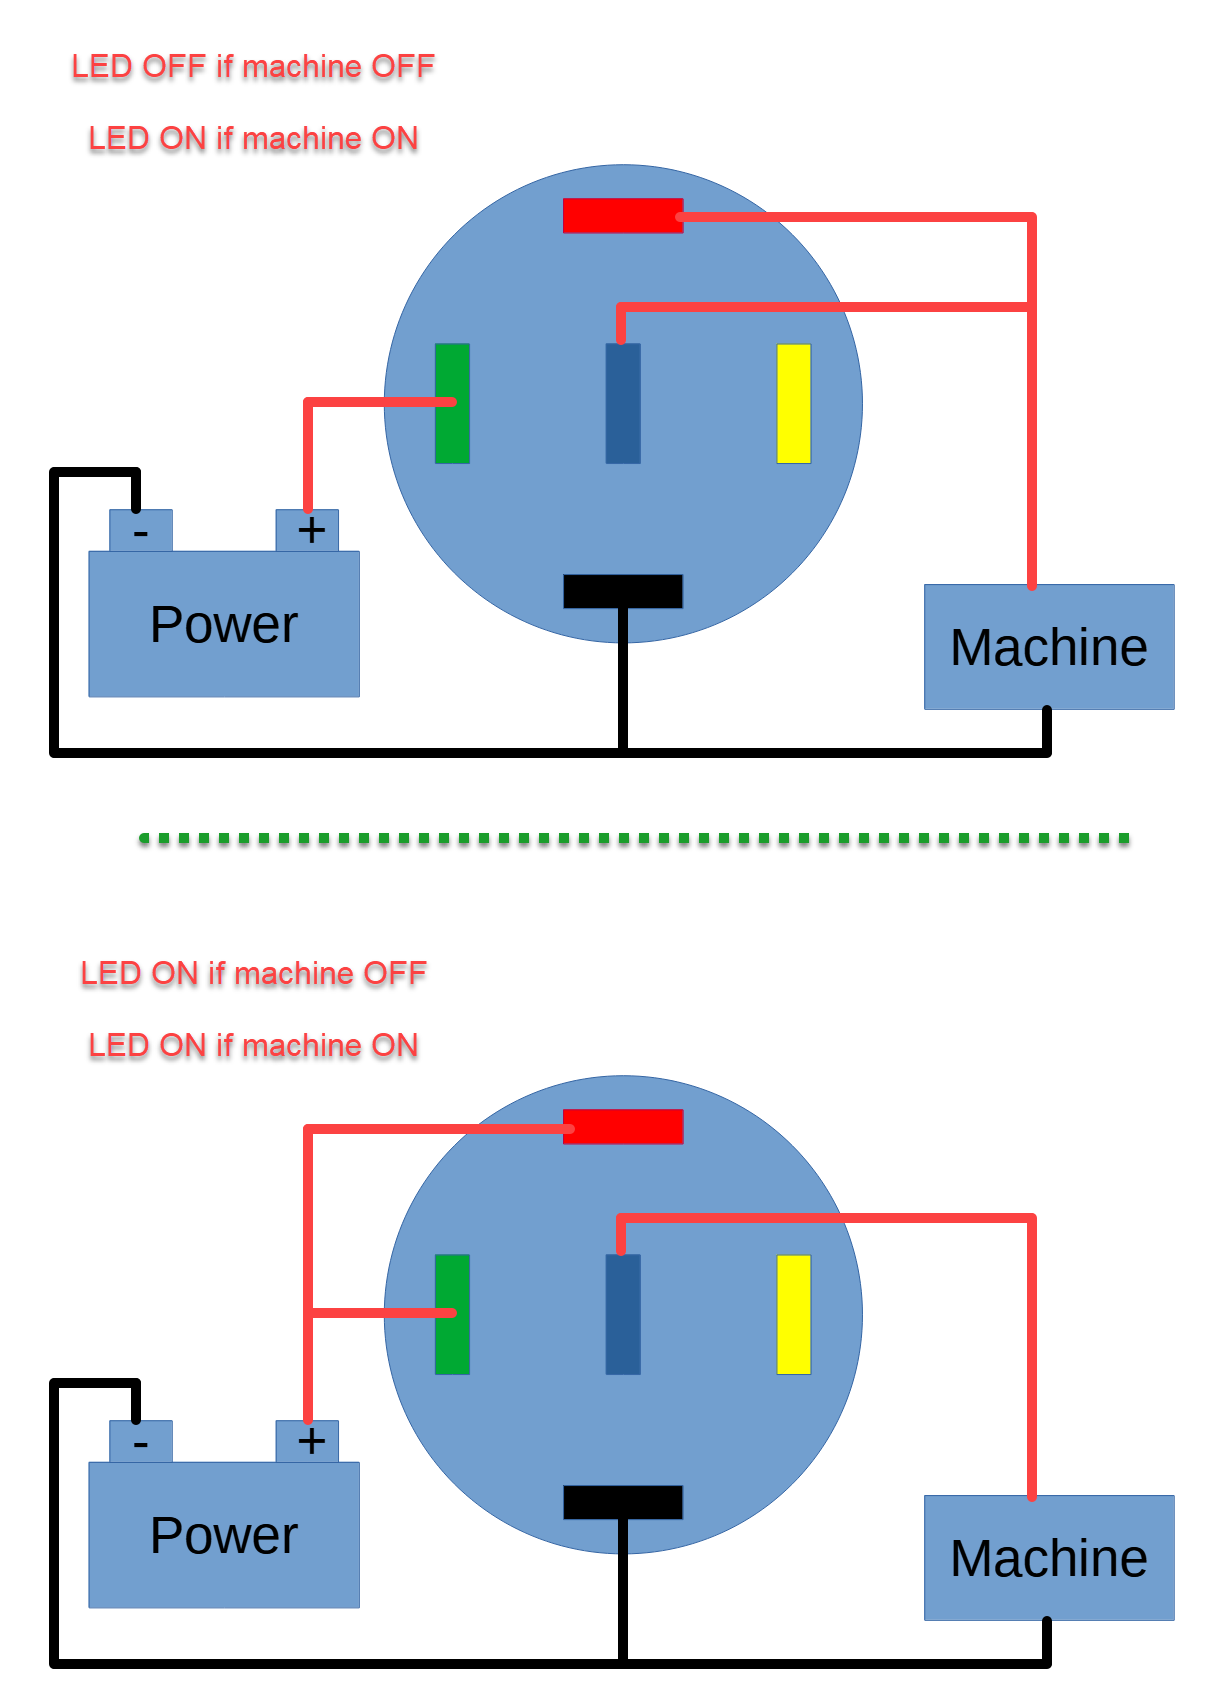 LED OFF if machine OFF
LED ON if machine ON
- +
Power
Machine
LED ON if machine OFF
LED ON if machine ON
- +
Power
Machine